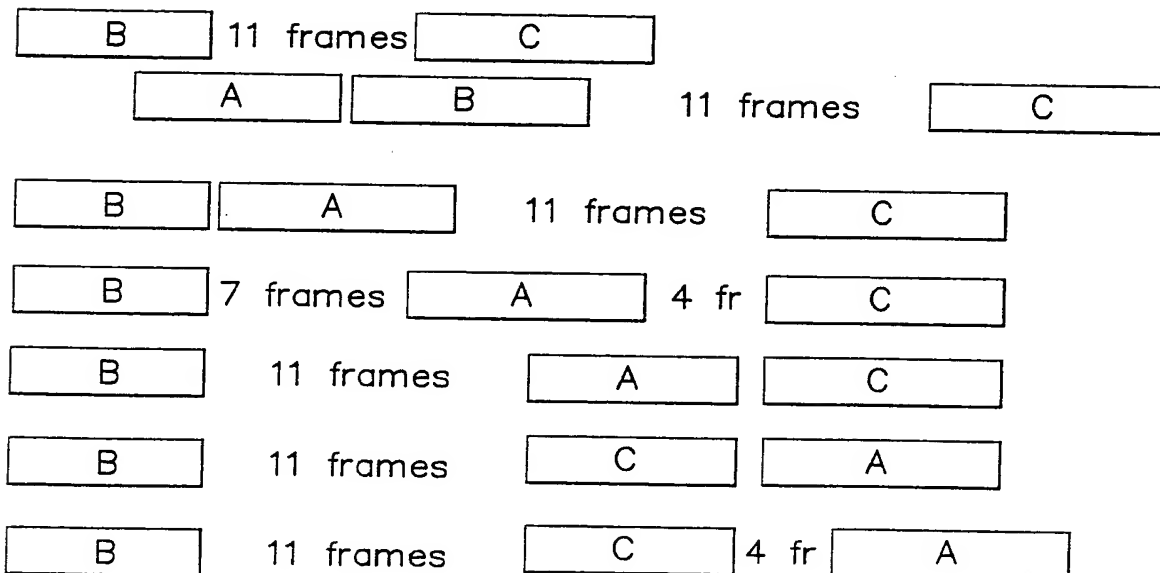 B 11 frames C
A B 11 frames C
B A 11 frames C
B 7 frames A 4 fr C
B 11 frames A C
B 11 frames C A
B 11 frames C 4 fr A